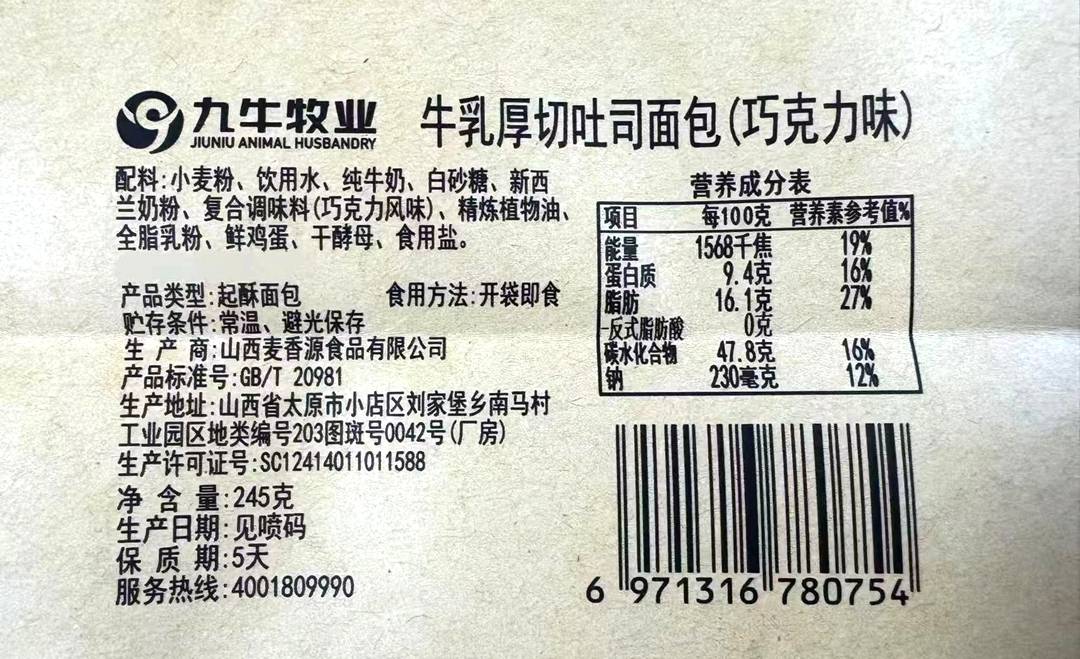 九牛牧业
JIUNIU ANIMAL HUSBANDRY
牛乳厚切吐司面包(巧克力味)
配料:小麦粉、饮用水、纯牛奶、白砂糖、新西
兰奶粉、复合调味料(巧克力风味)、精炼植物油、
全脂乳粉、鲜鸡蛋、干酵母、食用盐。
产品类型:起酥面包 食用方法:开袋即食
贮存条件:常温、避光保存
生产商:山西麦香源食品有限公司
产品标准号:GB/T 20981
生产地址:山西省太原市小店区刘家堡乡南马村
工业园区地类编号203图斑号0042号(厂房)
生产许可证号:SC12414011011588
净含量:245克
生产日期:见喷码
保质期:5天
服务热线:4001809990
营养成分表
项目 每100克 营养素参考值%
能量 1568千焦 19%
蛋白质 9.4克 16%
脂肪 16.1克 27%
-反式脂肪酸 0克
碳水化合物 47.8克 16%
钠 230毫克 12%
6 971316 780754